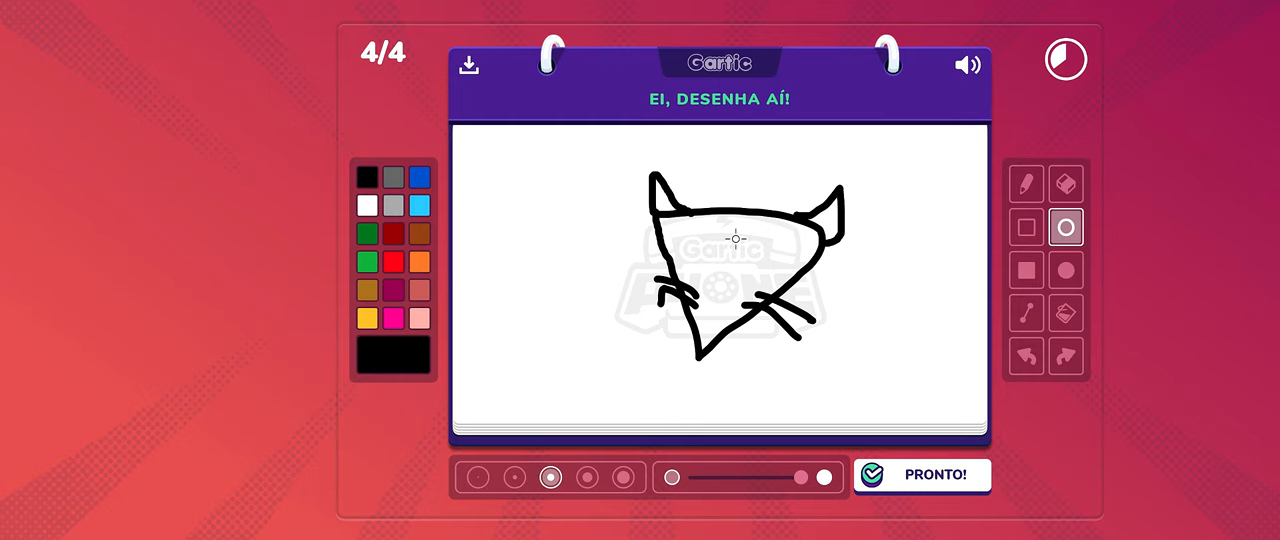 4/4
Gartic
EI, DESENHA AÍ!
Gartic
PHONE
PRONTO!